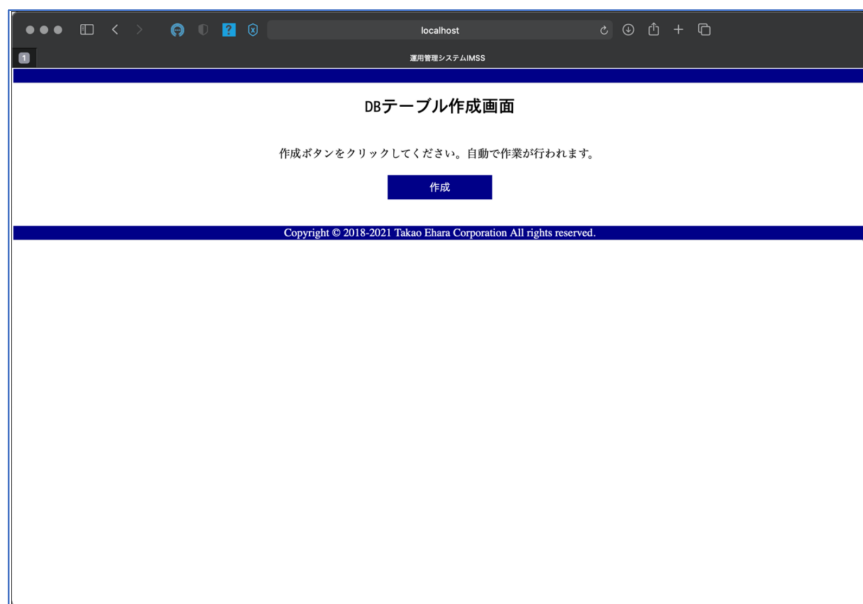 localhost
1
運用管理システムIMSS
DBテーブル作成画面
作成ボタンをクリックしてください。自動で作業が行われます。
作成
Copyright © 2018-2021 Takao Ehara Corporation All rights reserved.